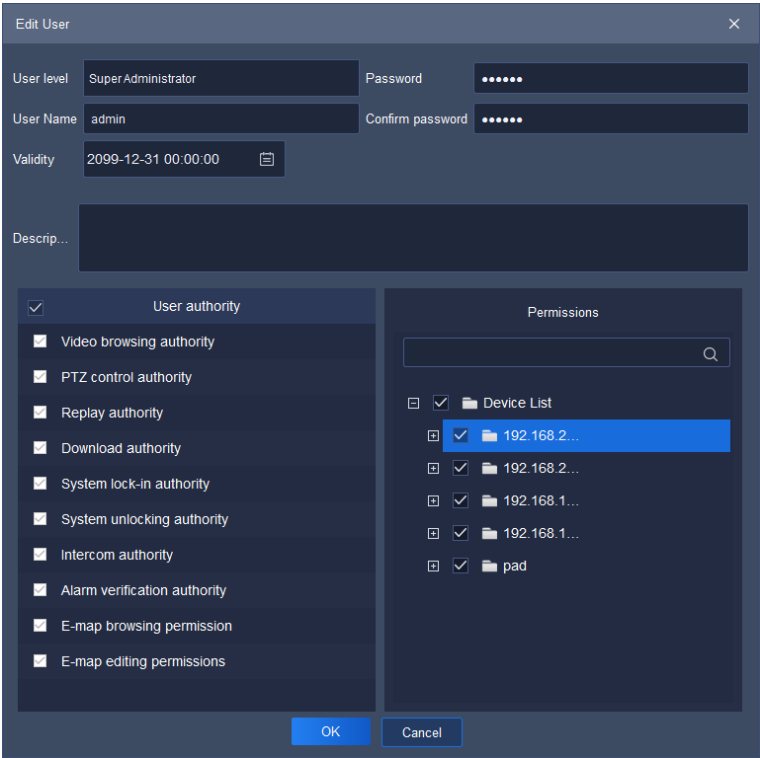 Edit User
User level Super Administrator Password ••••••
User Name admin Confirm password ••••••
Validity 2099-12-31 00:00:00
Descrip...
User authority
Video browsing authority
PTZ control authority
Replay authority
Download authority
System lock-in authority
System unlocking authority
Intercom authority
Alarm verification authority
E-map browsing permission
E-map editing permissions
Permissions
Device List
192.168.2...
192.168.2...
192.168.1...
192.168.1...
pad
OK Cancel